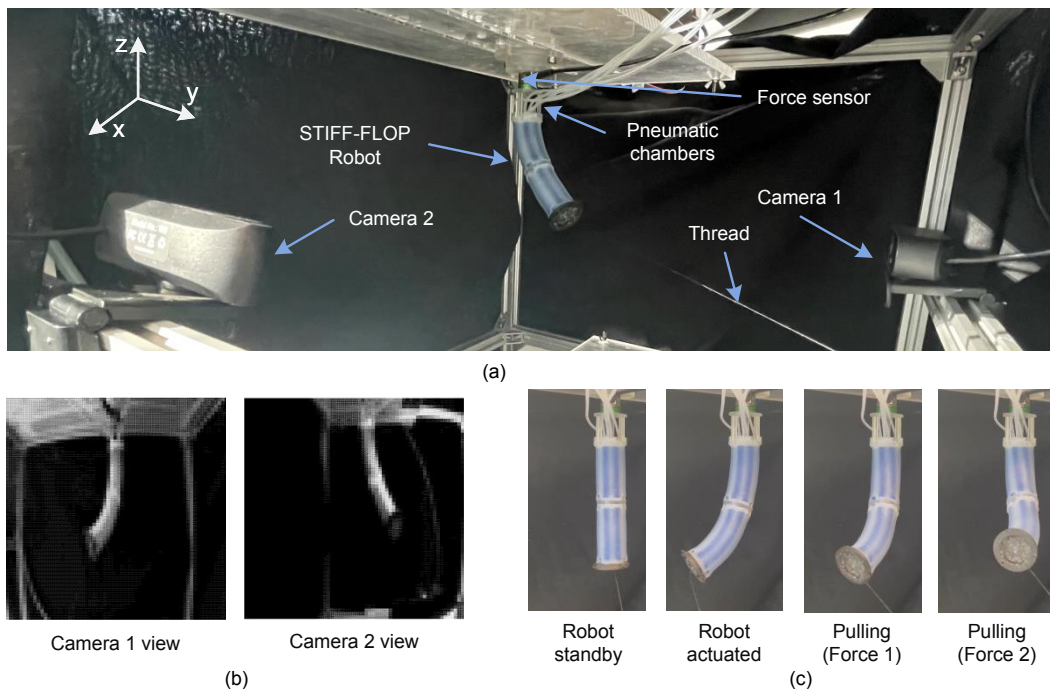 z
y
x
STIFF-FLOP
Robot
Force sensor
Pneumatic
chambers
Camera 2
Camera 1
Thread
(a)
Camera 1 view
Camera 2 view
(b)
Robot
standby
Robot
actuated
Pulling
(Force 1)
Pulling
(Force 2)
(c)